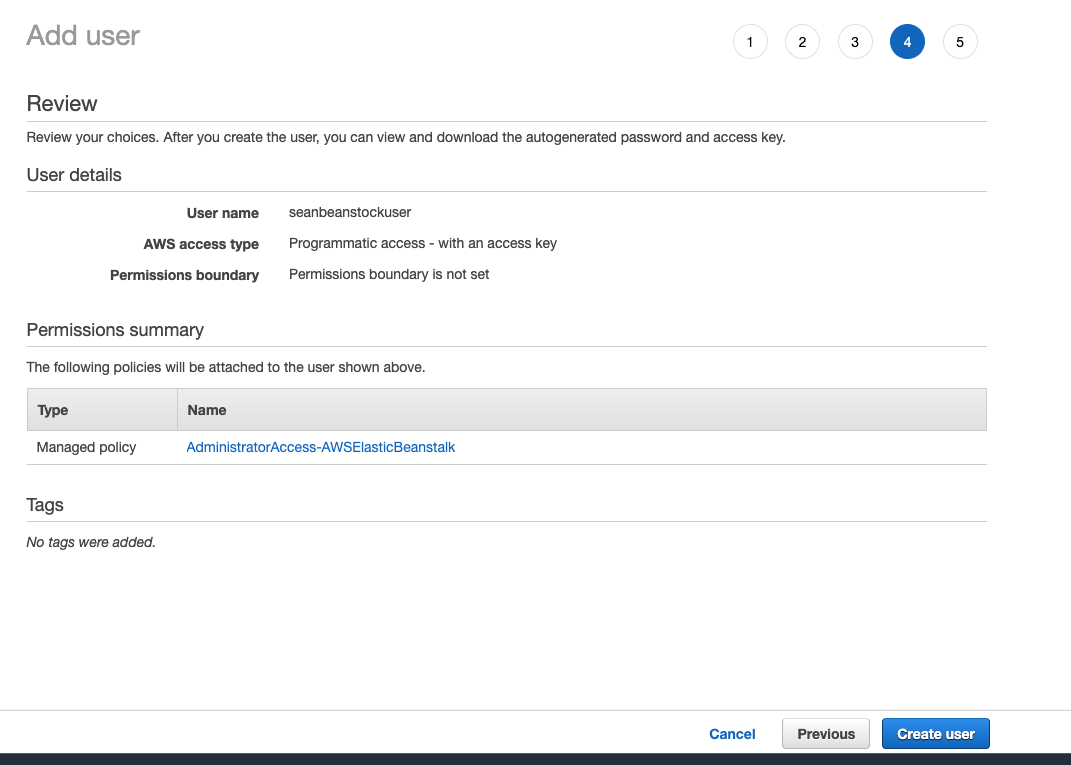 Add user
1 2 3 4 5
Review
Review your choices. After you create the user, you can view and download the autogenerated password and access key.
User details
User name seanbeanstockuser
AWS access type Programmatic access - with an access key
Permissions boundary Permissions boundary is not set
Permissions summary
The following policies will be attached to the user shown above.
Type Name
Managed policy AdministratorAccess-AWSElasticBeanstalk
Tags
No tags were added.
Cancel Previous Create user